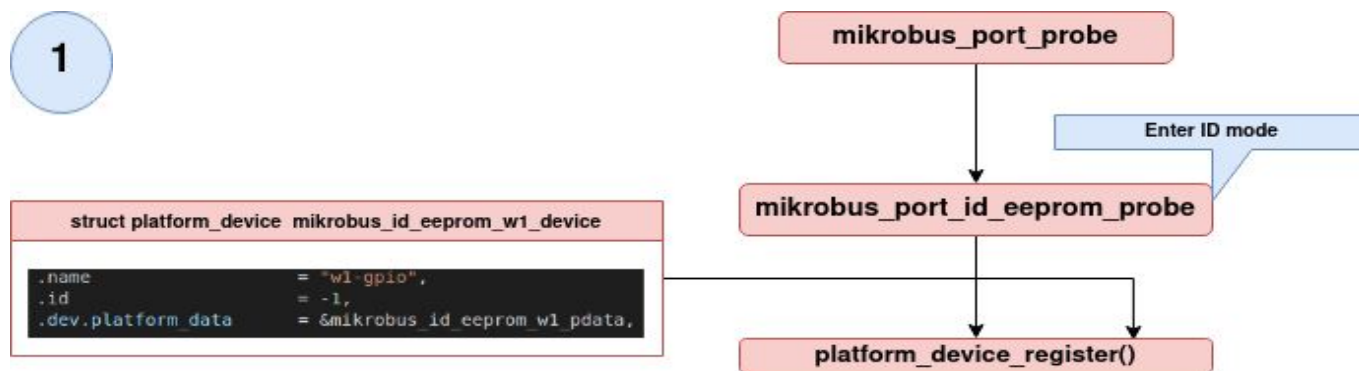 1
mikrobus_port_probe
Enter ID mode
mikrobus_port_id_eeprom_probe
struct platform_device mikrobus_id_eeprom_w1_device
.name = "w1-gpio",
.id = -1,
.dev.platform_data = &mikrobus_id_eeprom_w1_pdata,
platform_device_register()